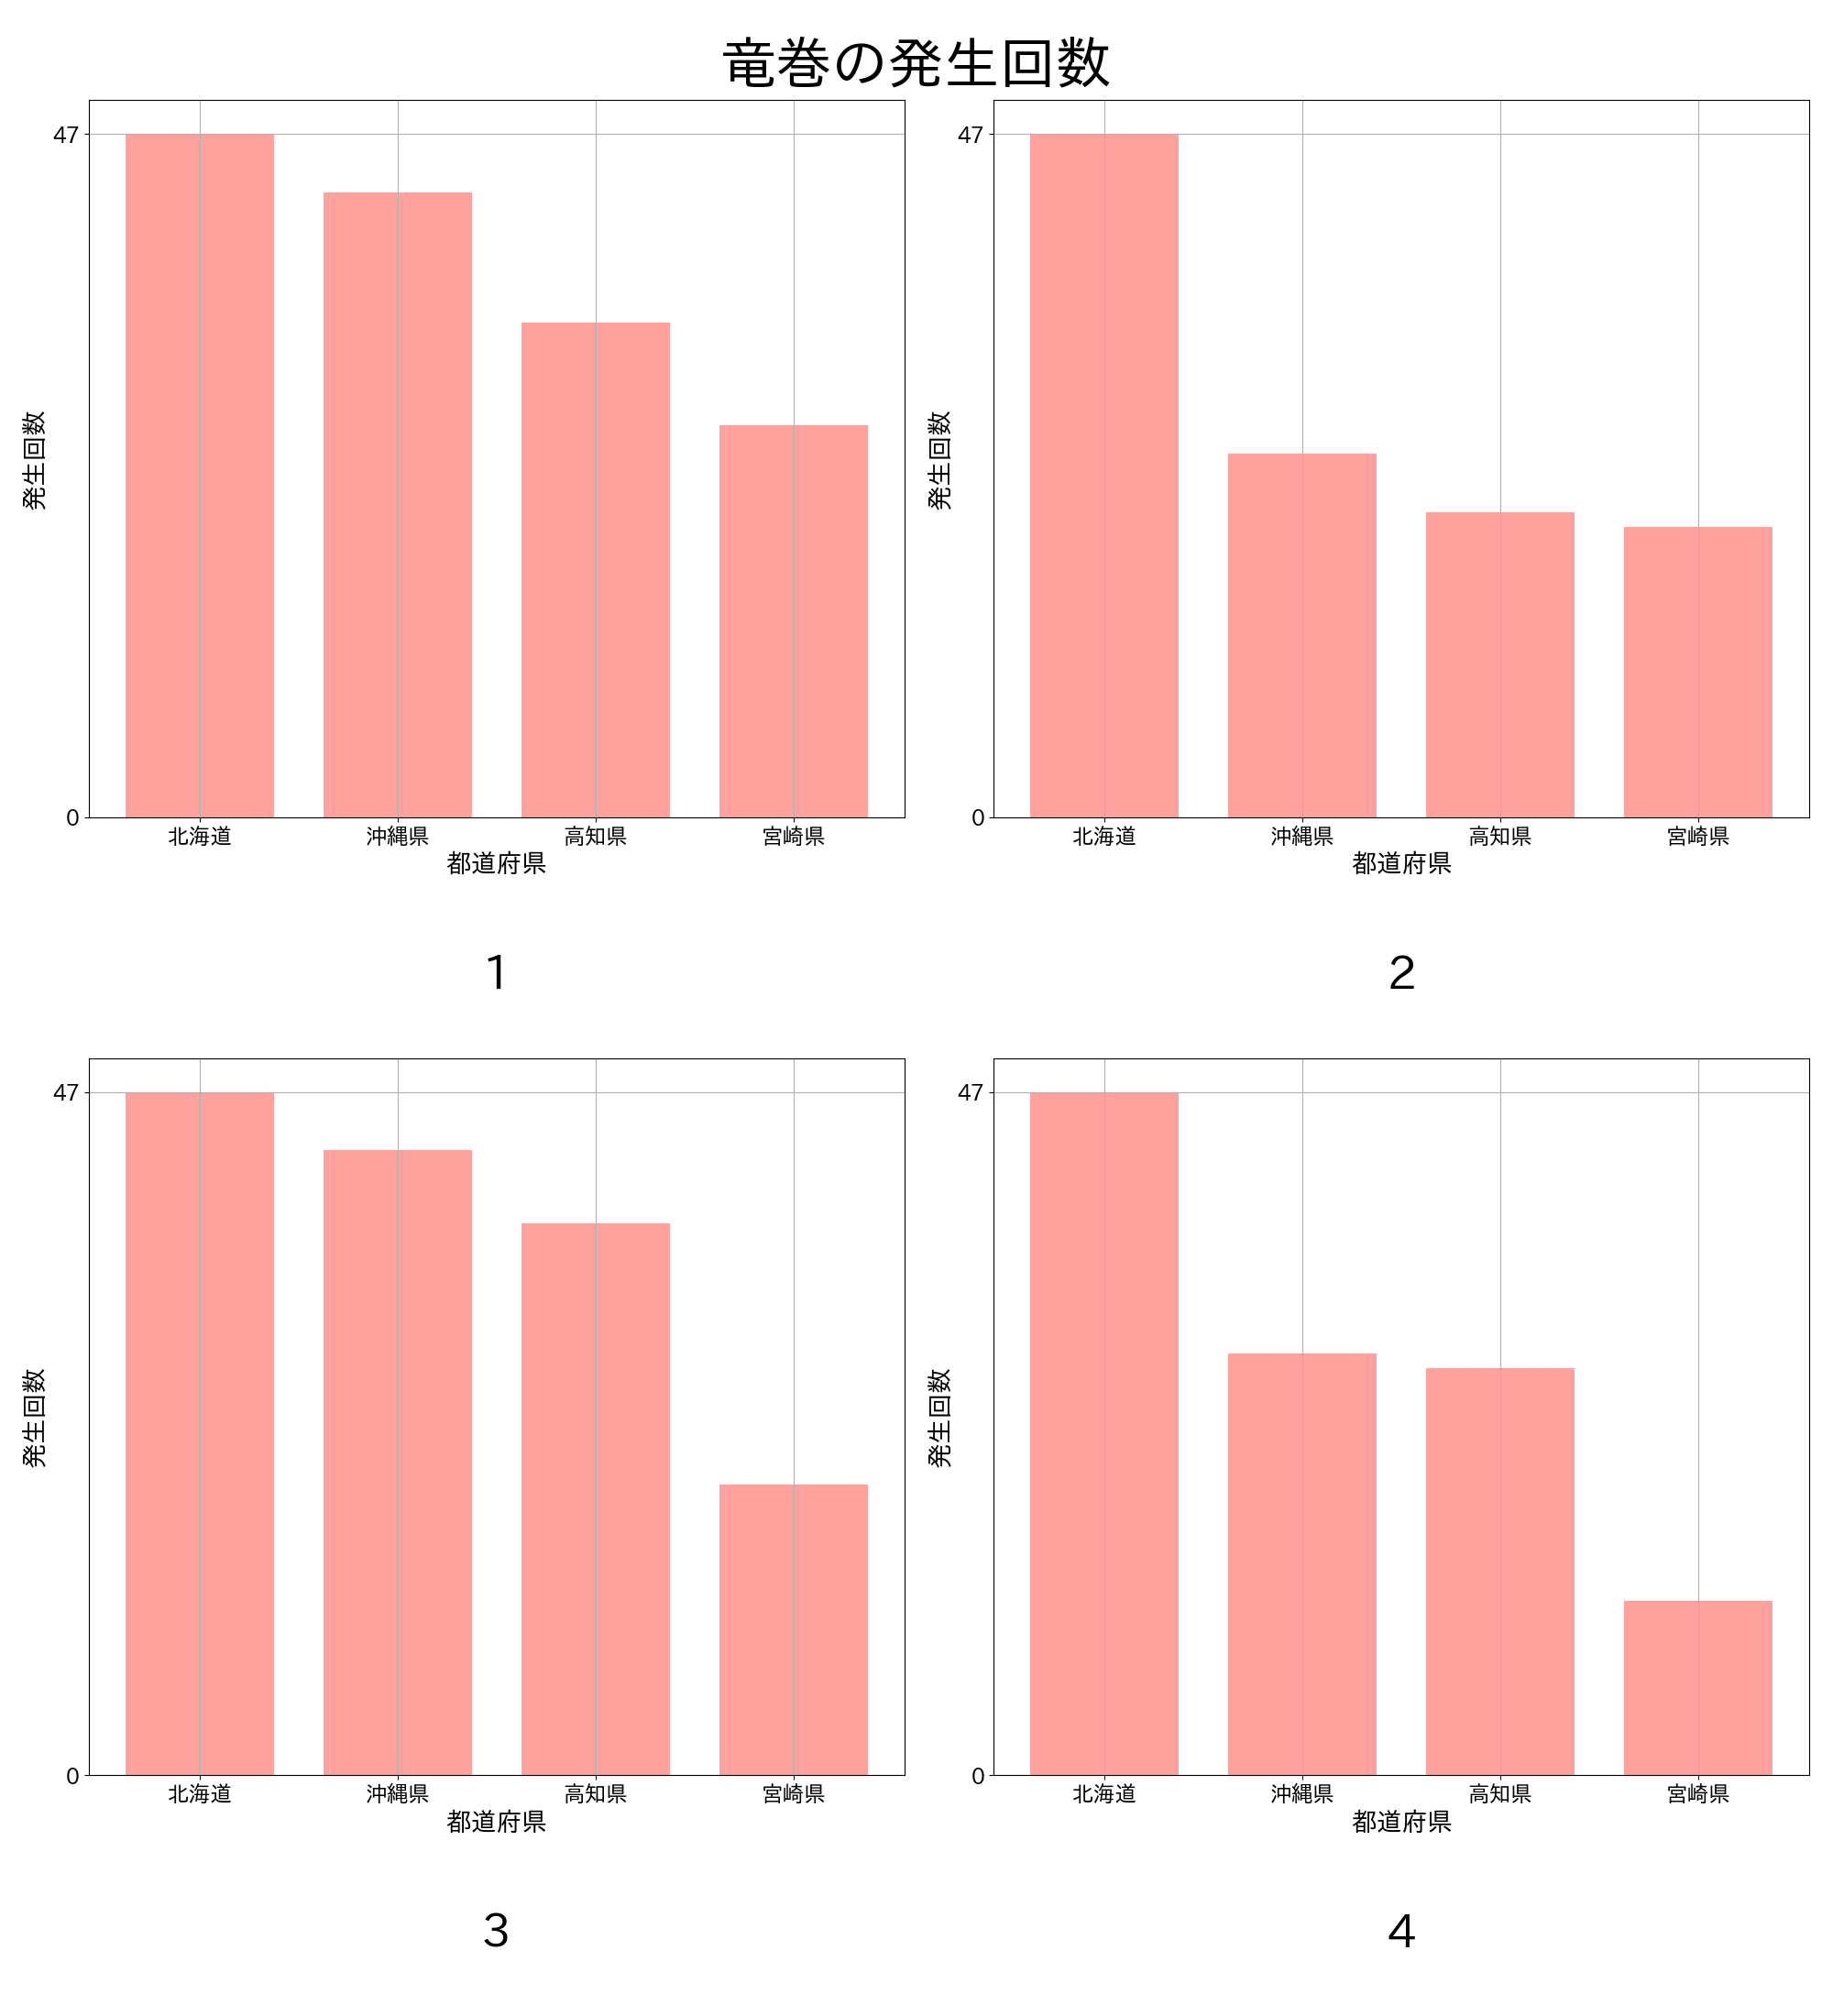 竜巻の発生回数
47
0
発生回数
北海道 沖縄県 高知県 宮崎県
都道府県
1
47
0
発生回数
北海道 沖縄県 高知県 宮崎県
都道府県
2
47
0
発生回数
北海道 沖縄県 高知県 宮崎県
都道府県
3
47
0
発生回数
北海道 沖縄県 高知県 宮崎県
都道府県
4